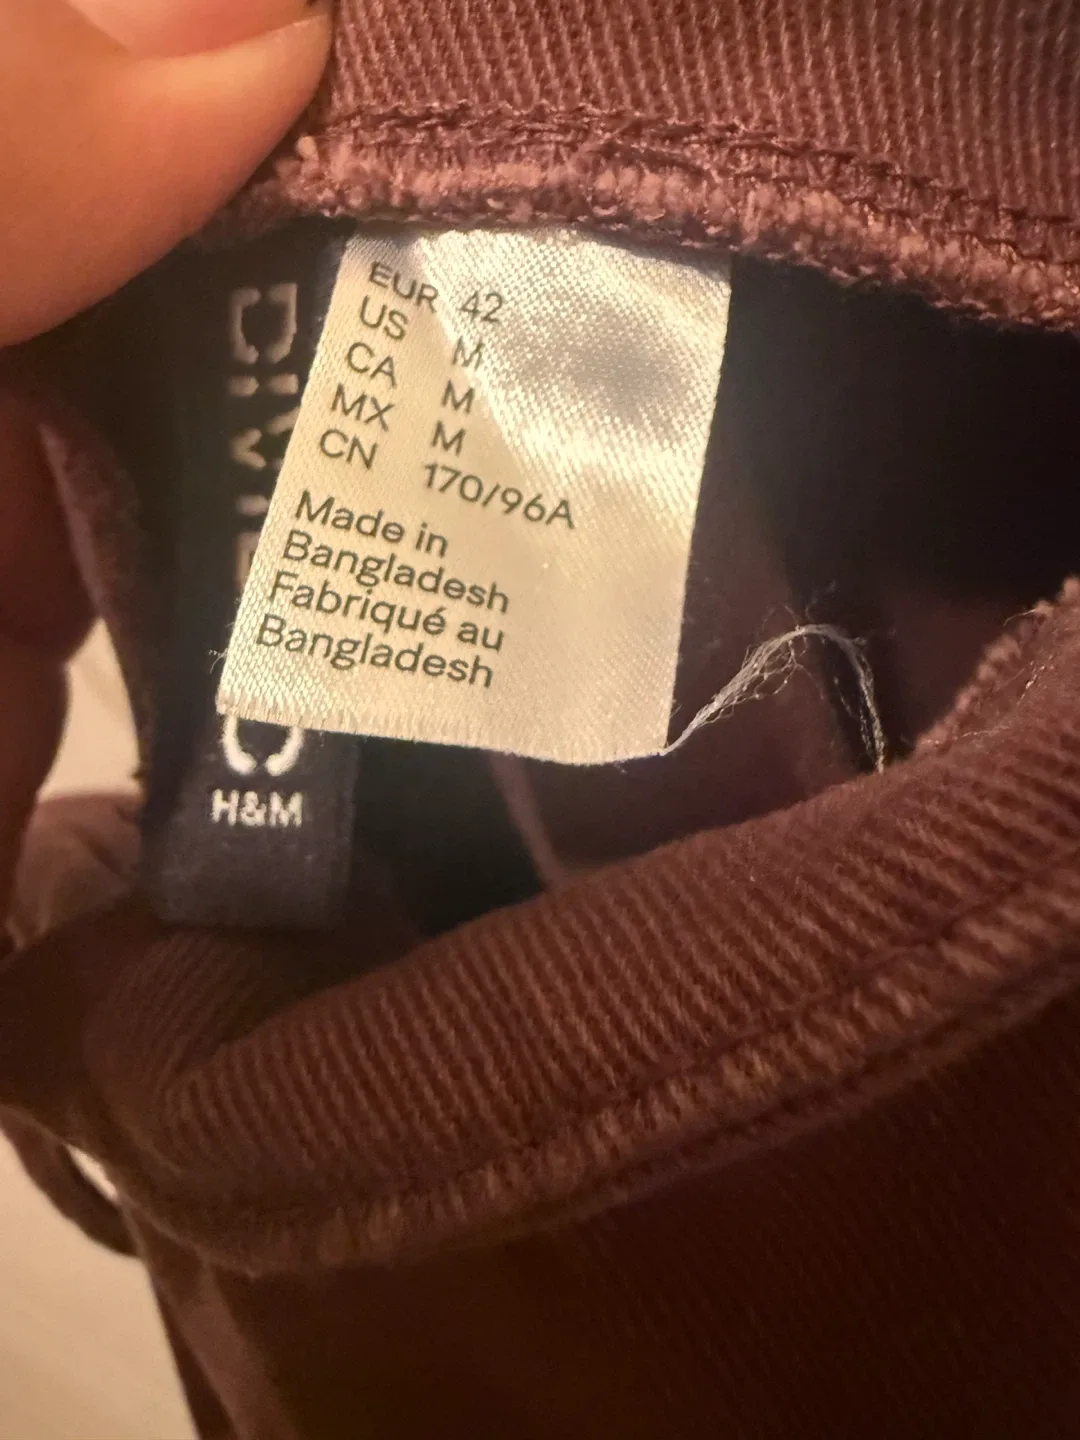 EUR 42
US M
CA M
MX M
CN 170/96A
Made in
Bangladesh
Fabriqué au
Bangladesh
H&M